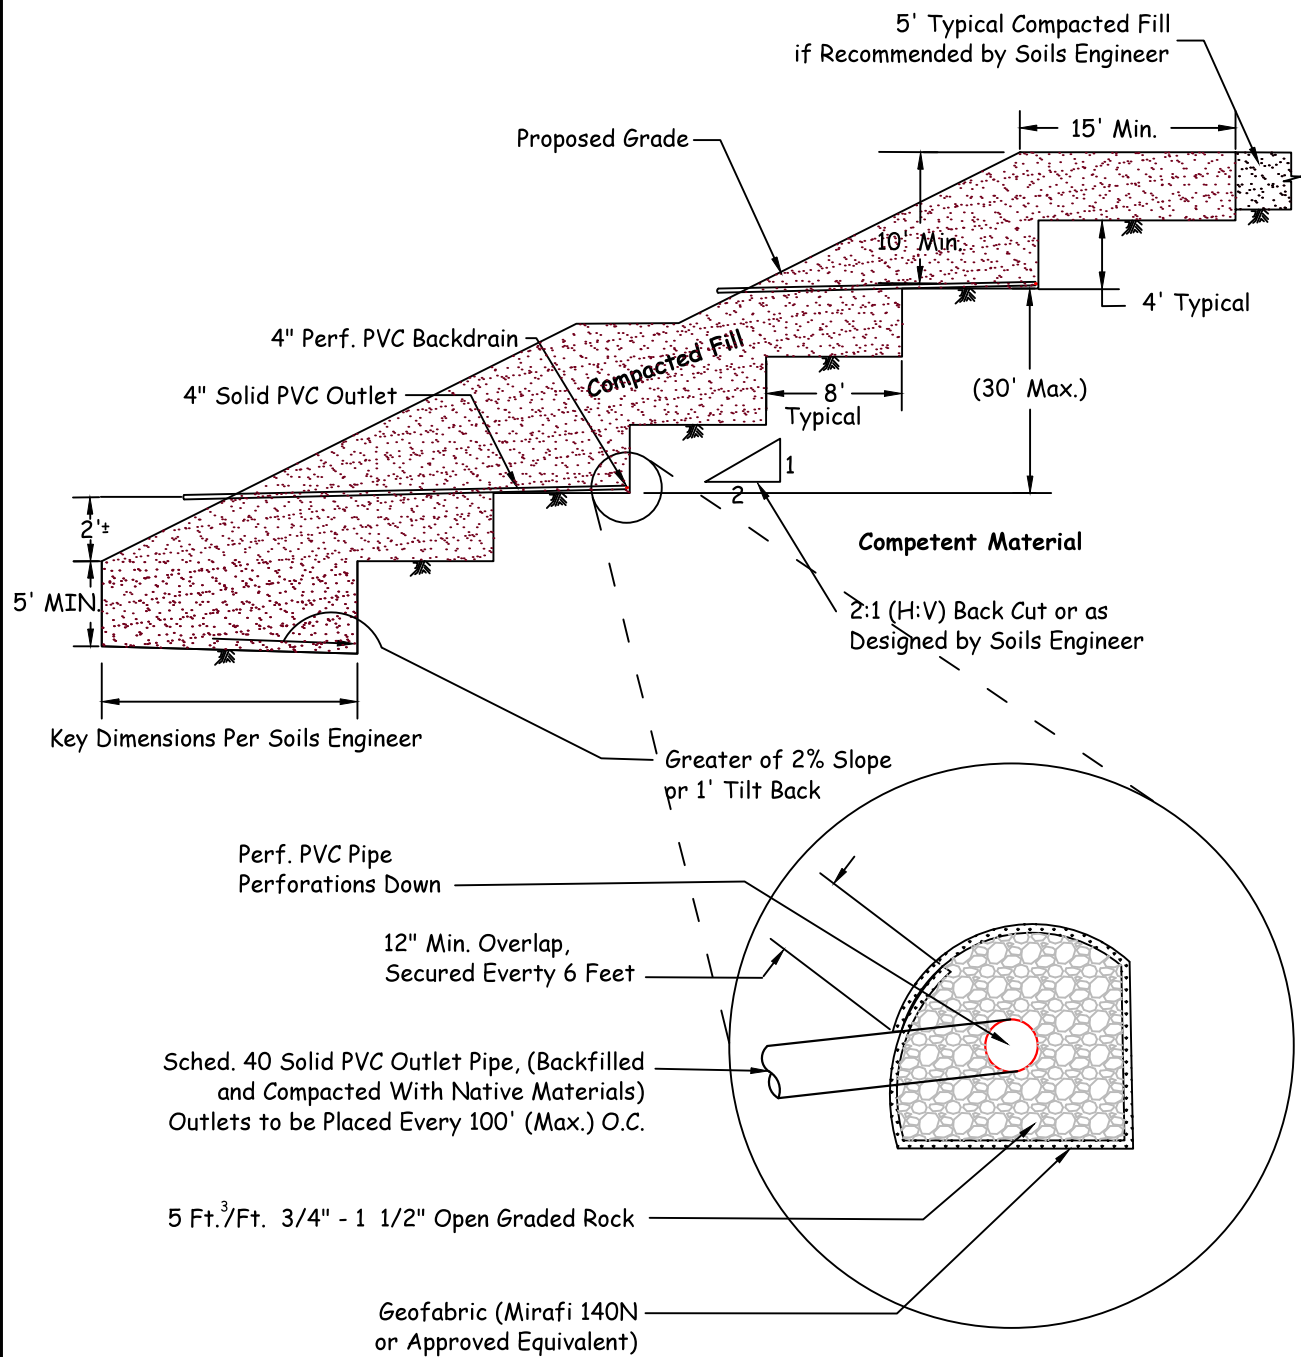 5' Typical Compacted Fill
if Recommended by Soils Engineer
15' Min.
Proposed Grade
10' Min.
4' Typical
4" Perf. PVC Backdrain
Compacted Fill
4" Solid PVC Outlet
8'
Typical
(30' Max.)
1
2
2'±
Competent Material
5' MIN.
2:1 (H:V) Back Cut or as
Designed by Soils Engineer
Key Dimensions Per Soils Engineer
Greater of 2% Slope
or 1' Tilt Back
Perf. PVC Pipe
Perforations Down
12" Min. Overlap,
Secured Everty 6 Feet
Sched. 40 Solid PVC Outlet Pipe, (Backfilled
and Compacted With Native Materials)
Outlets to be Placed Every 100' (Max.) O.C.
5 Ft.³/Ft. 3/4" - 1 1/2" Open Graded Rock
Geofabric (Mirafi 140N
or Approved Equivalent)